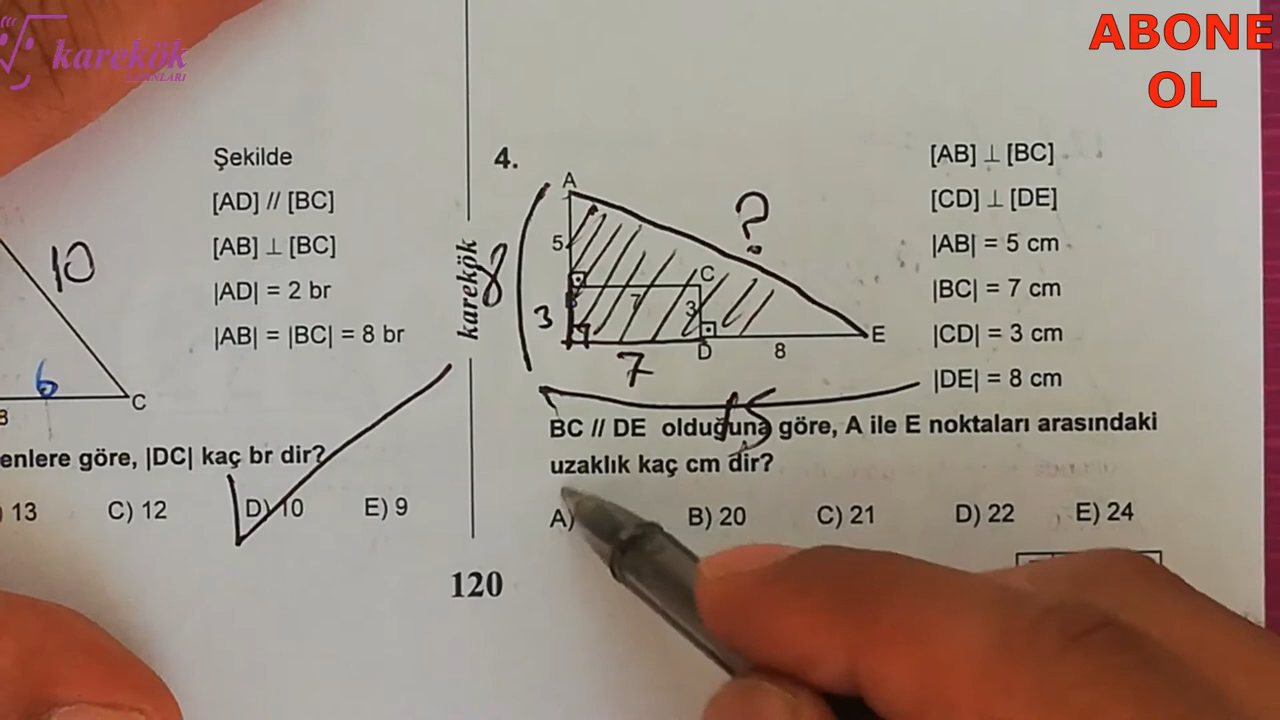 karekök
YAYINLARI
ABONE
OL
Şekilde
[AD] // [BC]
[AB] ⊥ [BC]
|AD| = 2 br
|AB| = |BC| = 8 br
10
6
C
enlere göre, |DC| kaç br dir?
13 C) 12 D) 10 E) 9
karekök
120
4.
A
5
8
C
7
3
3
E
D
8
7
15
?
[AB] ⊥ [BC]
[CD] ⊥ [DE]
|AB| = 5 cm
|BC| = 7 cm
|CD| = 3 cm
|DE| = 8 cm
BC // DE olduğuna göre, A ile E noktaları arasındaki
uzaklık kaç cm dir?
A) B) 20 C) 21 D) 22 E) 24